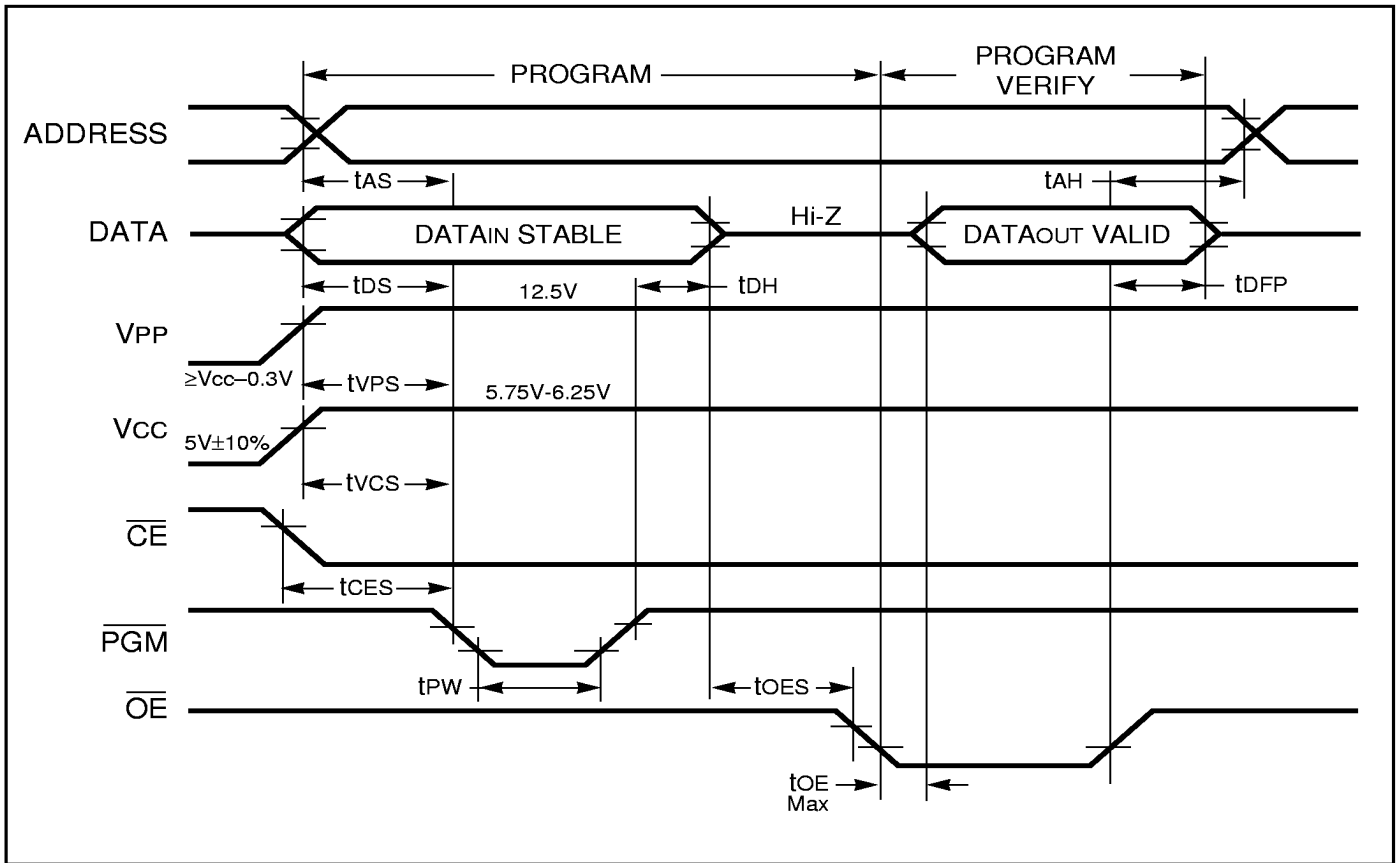 PROGRAM
PROGRAM
VERIFY
ADDRESS
tAS
tAH
DATA
DATAIN STABLE
Hi-Z
DATAOUT VALID
tDS
12.5V
tDH
tDFP
VPP
≥Vcc–0.3V
tVPS
5.75V-6.25V
VCC
5V±10%
tVCS
CE
tCES
PGM
tPW
tOES
OE
tOE
Max